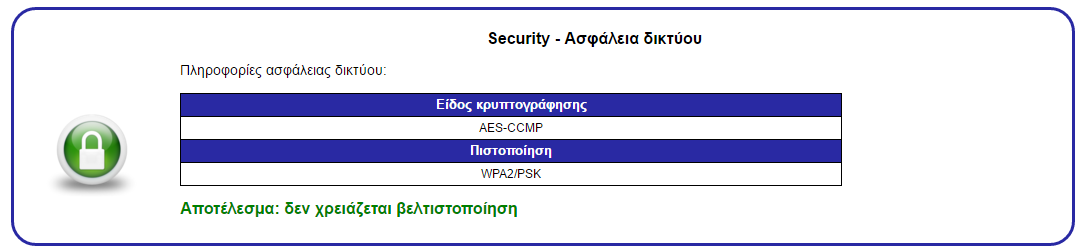 Security - Ασφάλεια δικτύου
Πληροφορίες ασφάλειας δικτύου:
Είδος κρυπτογράφησης
AES-CCMP
Πιστοποίηση
WPA2/PSK
Αποτέλεσμα: δεν χρειάζεται βελτιστοποίηση